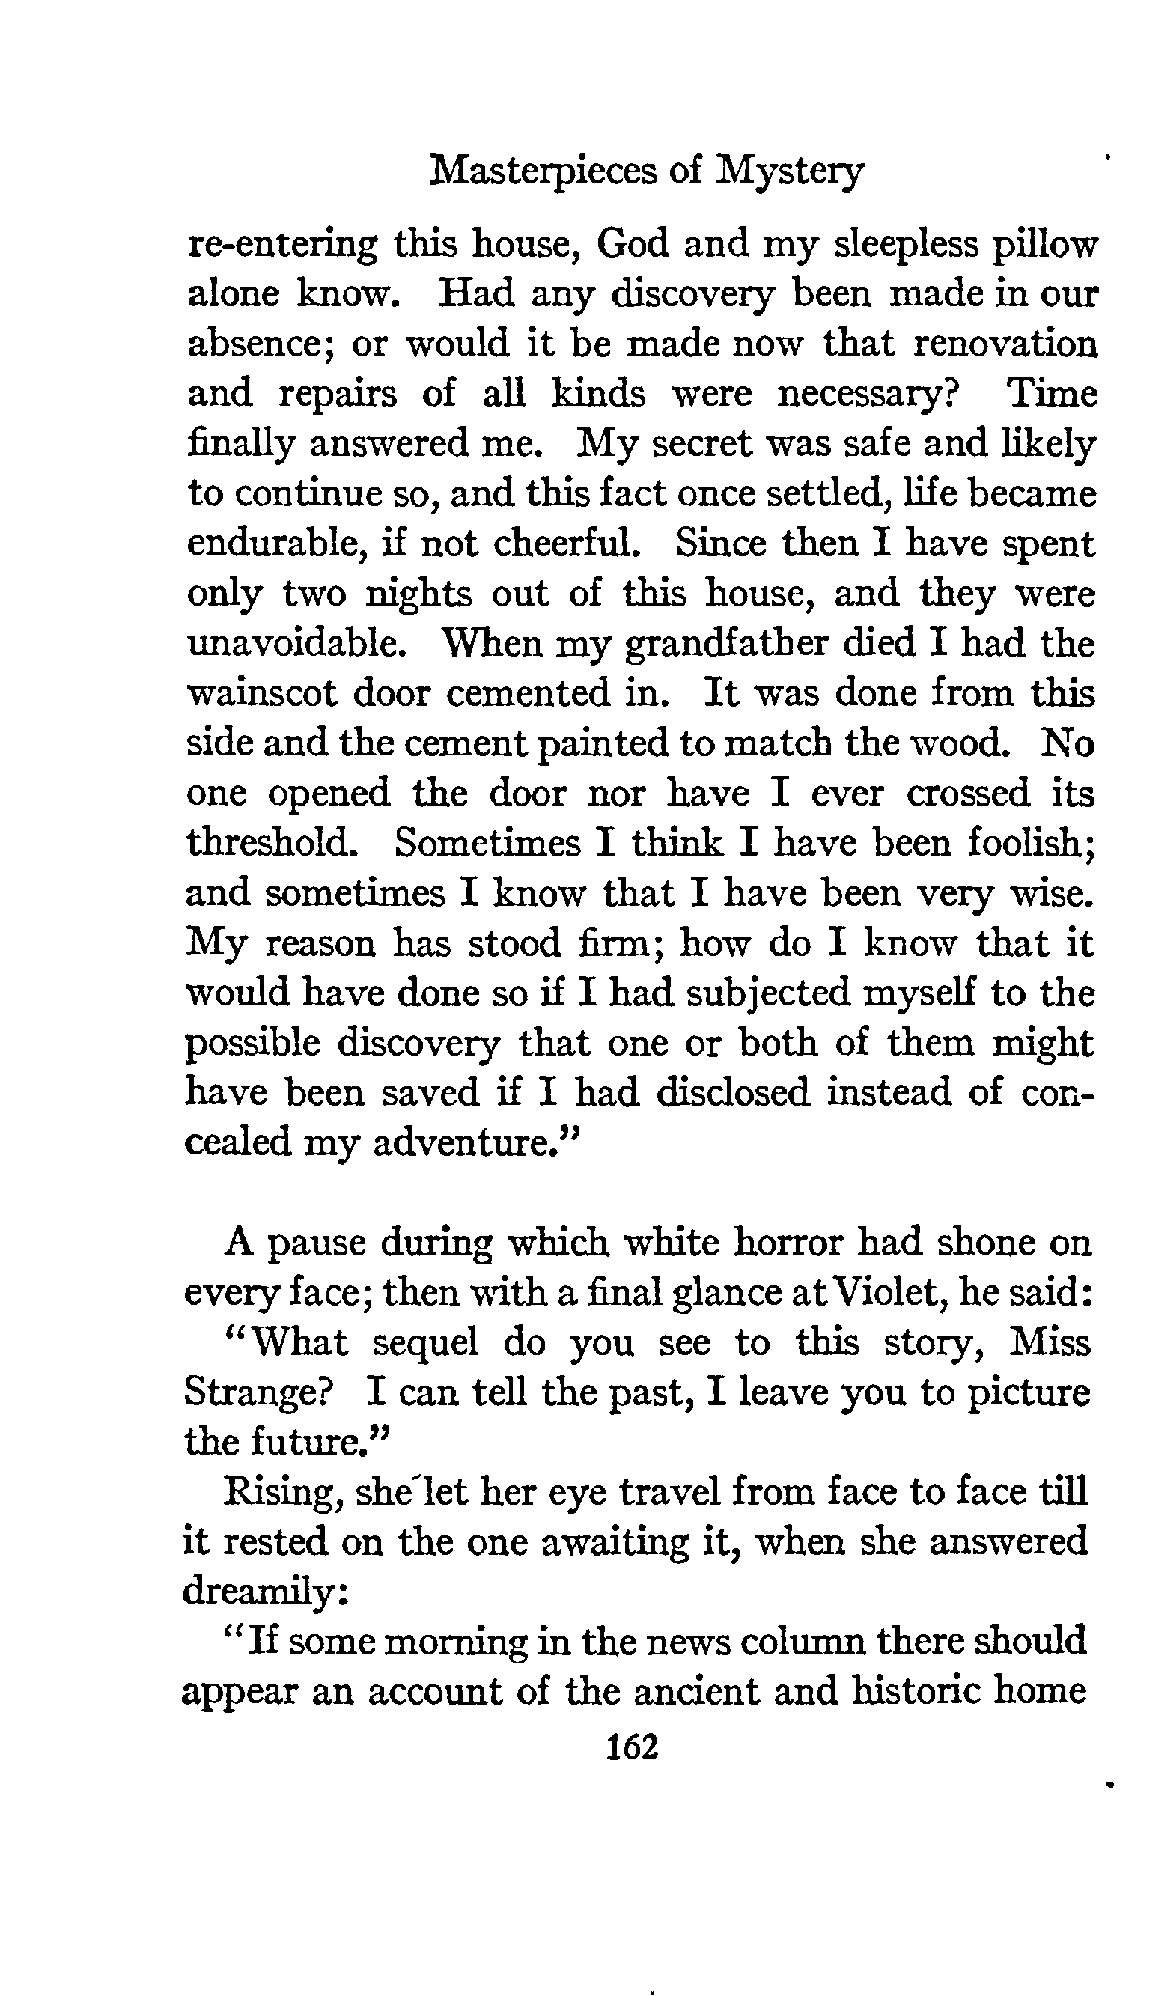 Masterpieces of Mystery
re-entering this house, God and my sleepless pillow
alone know. Had any discovery been made in our
absence; or would it be made now that renovation
and repairs of all kinds were necessary? Time
finally answered me. My secret was safe and likely
to continue so, and this fact once settled, life became
endurable, if not cheerful. Since then I have spent
only two nights out of this house, and they were
unavoidable. When my grandfather died I had the
wainscot door cemented in. It was done from this
side and the cement painted to match the wood. No
one opened the door nor have I ever crossed its
threshold. Sometimes I think I have been foolish;
and sometimes I know that I have been very wise.
My reason has stood firm; how do I know that it
would have done so if I had subjected myself to the
possible discovery that one or both of them might
have been saved if I had disclosed instead of con-
cealed my adventure."
A pause during which white horror had shone on
every face; then with a final glance at Violet, he said:
"What sequel do you see to this story, Miss
Strange? I can tell the past, I leave you to picture
the future."
Rising, she let her eye travel from face to face till
it rested on the one awaiting it, when she answered
dreamily:
"If some morning in the news column there should
appear an account of the ancient and historic home
162